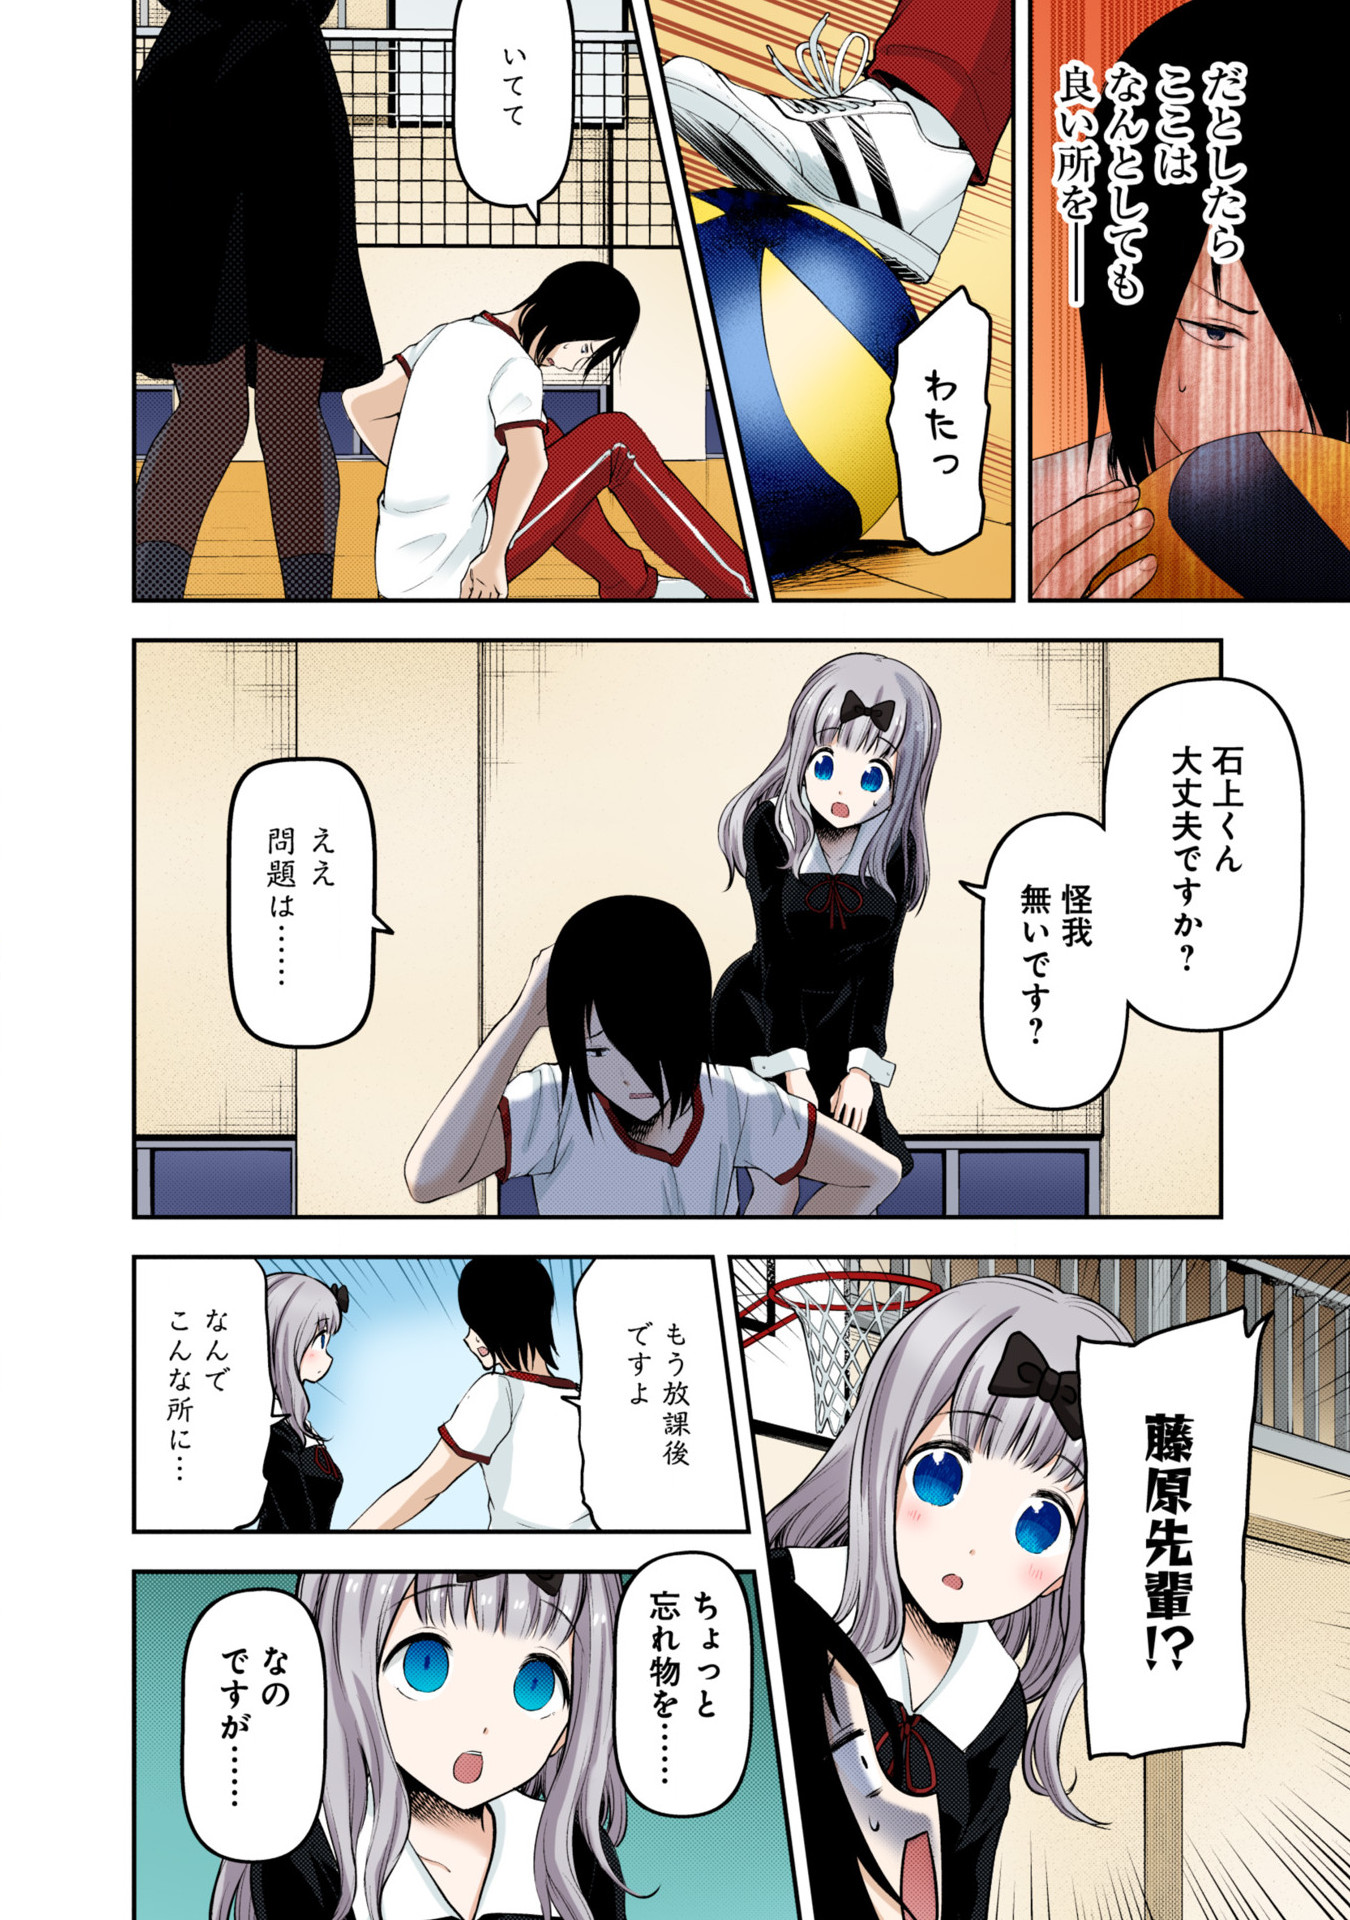 だとしたら
ここは
なんとしても
良い所を――
わたっ
いてて
石上くん
大丈夫ですか?
怪我
無いです?
ええ
問題は……
藤原先輩!?
もう放課後
ですよ
なんで
こんな所に…
ちょっと
忘れ物を……
なの
ですが……